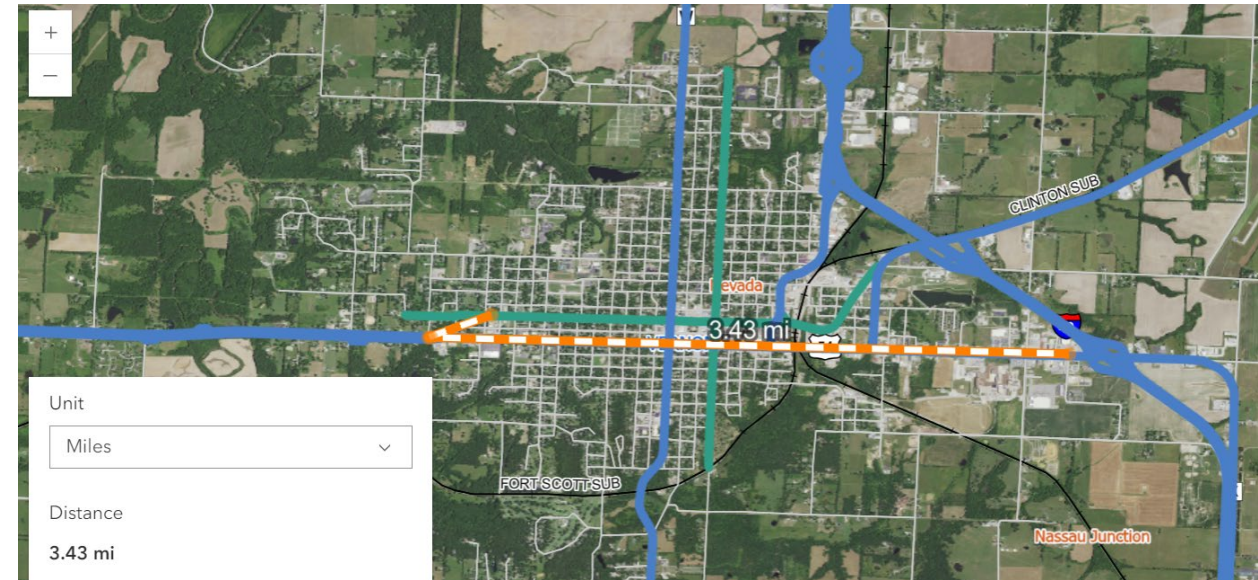 +
CLINTON SUB
Nevada
3.43 mi
−
Unit
Miles
FORT SCOTT SUB
Distance
Nassau Junction
3.43 mi